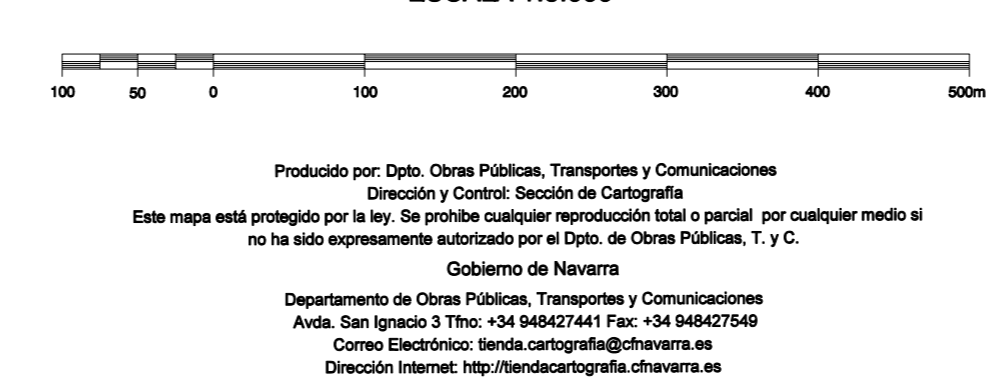 100 50 0 100 200 300 400 500m
Producido por: Dpto. Obras Públicas, Transportes y Comunicaciones
Dirección y Control: Sección de Cartografía
Este mapa está protegido por la ley. Se prohibe cualquier reproducción total o parcial por cualquier medio si
no ha sido expresamente autorizado por el Dpto. de Obras Públicas, T. y C.
Gobierno de Navarra
Departamento de Obras Públicas, Transportes y Comunicaciones
Avda. San Ignacio 3 Tfno: +34 948427441 Fax: +34 948427549
Correo Electrónico: tienda.cartografia@cfnavarra.es
Dirección Internet: http://tiendacartografia.cfnavarra.es